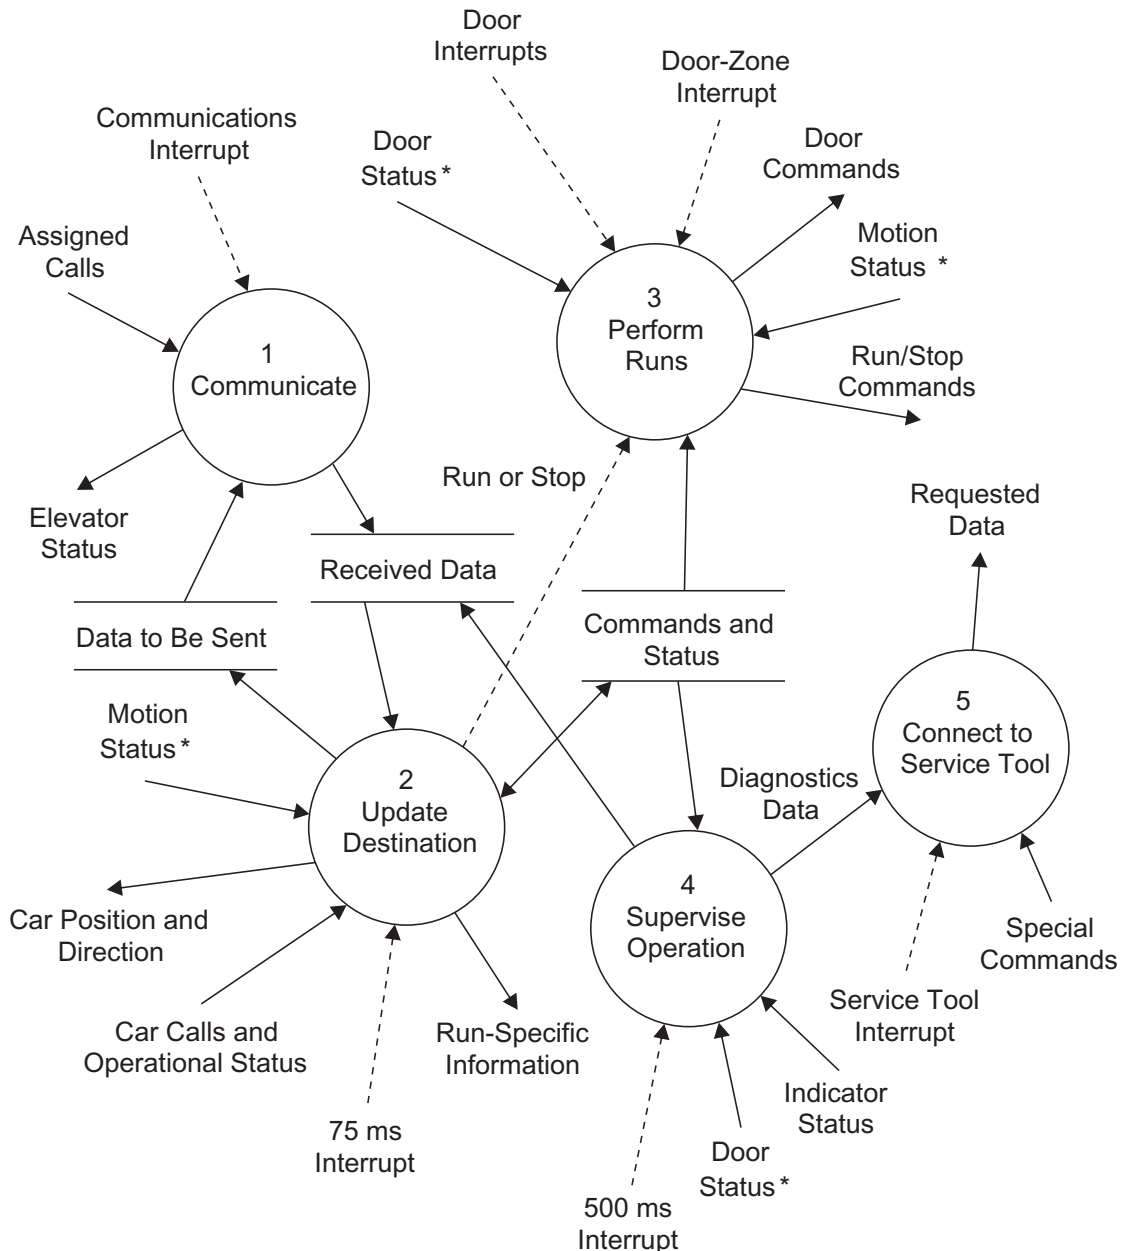 Door
Interrupts
Door-Zone
Interrupt
Communications
Interrupt
Door
Status *
Door
Commands
Assigned
Calls
Motion
Status *
3
Perform
Runs
1
Communicate
Run/Stop
Commands
Run or Stop
Requested
Data
Elevator
Status
Received Data
Data to Be Sent
Commands and
Status
Motion
Status *
5
Connect to
Service Tool
2
Update
Destination
Diagnostics
Data
4
Supervise
Operation
Car Position and
Direction
Special
Commands
Service Tool
Interrupt
Car Calls and
Operational Status
Run-Specific
Information
Indicator
Status
75 ms
Interrupt
Door
Status *
500 ms
Interrupt